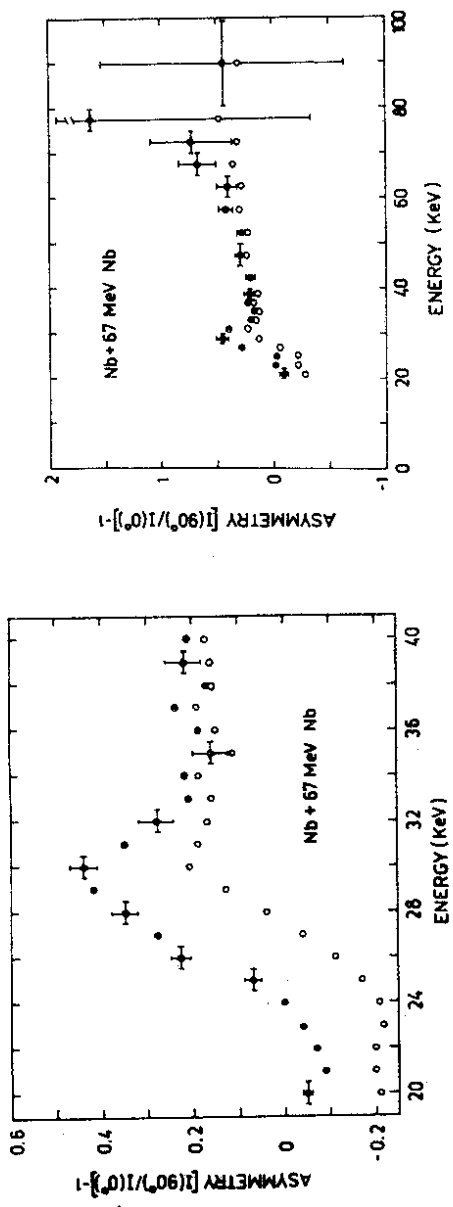 ASYMMETRY [I(90°)/I(0°)]-1
0.6
0.4
0.2
0
-0.2
Nb + 67 MeV Nb
20 24 28 32 36 40
ENERGY (KeV)
ASYMMETRY [I(90°)/I(0°)]-1
2
1
0
-1
Nb + 67 MeV Nb
0 20 40 60 80 100
ENERGY (KeV)